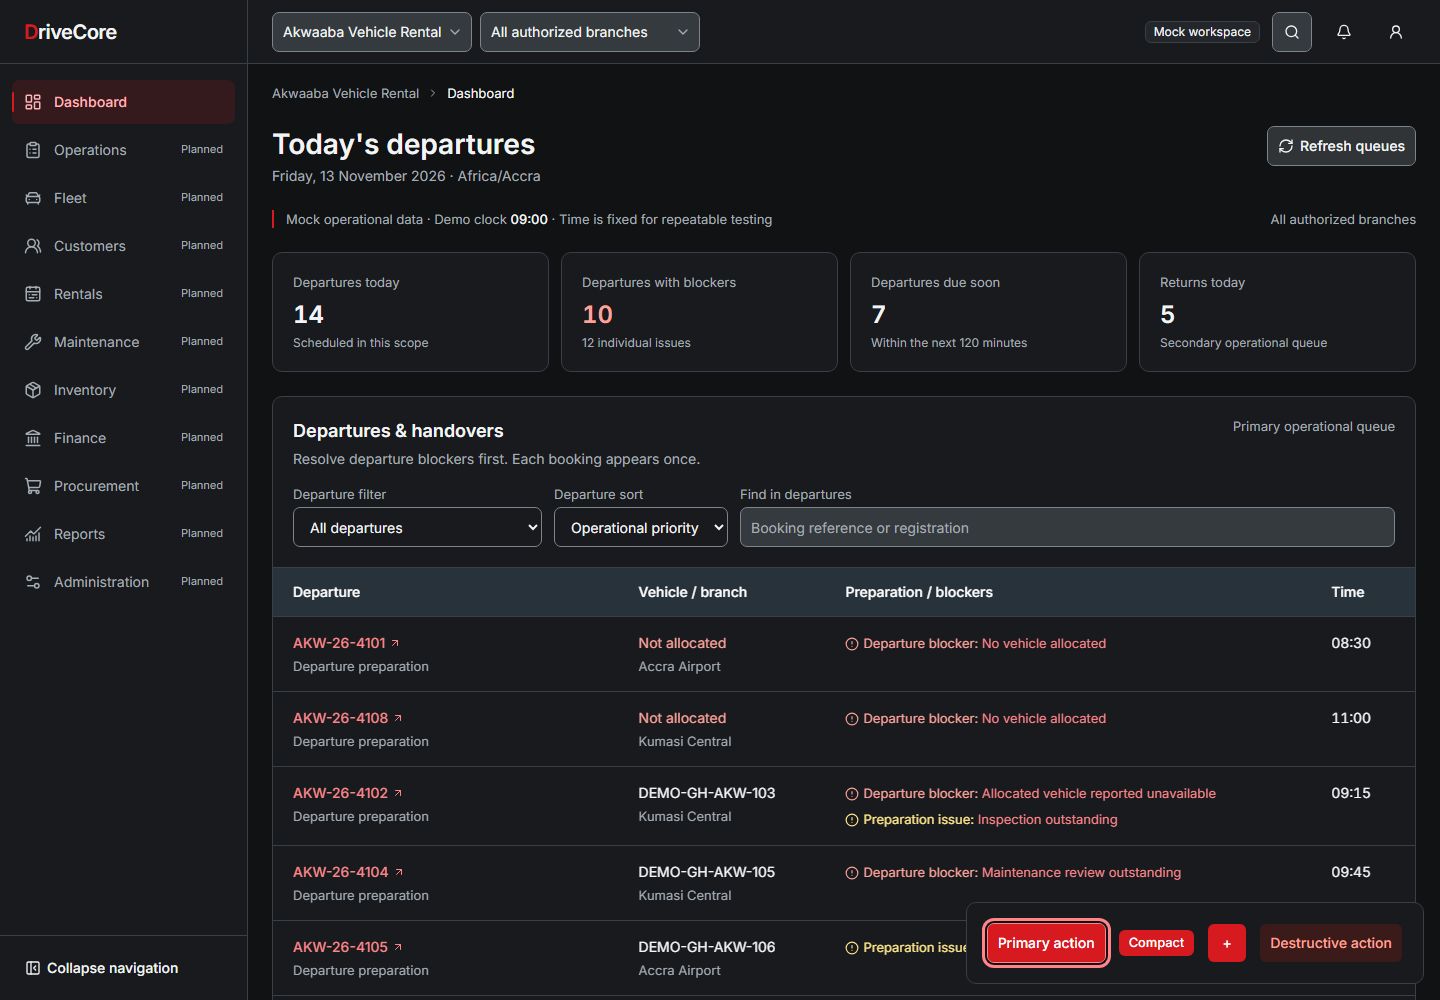 DriveCore
Akwaaba Vehicle Rental
All authorized branches
Mock workspace
Dashboard
Operations Planned
Fleet Planned
Customers Planned
Rentals Planned
Maintenance Planned
Inventory Planned
Finance Planned
Procurement Planned
Reports Planned
Administration Planned
Collapse navigation
Akwaaba Vehicle Rental > Dashboard
Today's departures
Refresh queues
Friday, 13 November 2026 · Africa/Accra
Mock operational data · Demo clock 09:00 · Time is fixed for repeatable testing
All authorized branches
Departures today
14
Scheduled in this scope
Departures with blockers
10
12 individual issues
Departures due soon
7
Within the next 120 minutes
Returns today
5
Secondary operational queue
Departures & handovers
Primary operational queue
Resolve departure blockers first. Each booking appears once.
Departure filter
All departures
Departure sort
Operational priority
Find in departures
Booking reference or registration
Departure Vehicle / branch Preparation / blockers Time
AKW-26-4101 Not allocated Departure blocker: No vehicle allocated 08:30
Departure preparation Accra Airport
AKW-26-4108 Not allocated Departure blocker: No vehicle allocated 11:00
Departure preparation Kumasi Central
AKW-26-4102 DEMO-GH-AKW-103 Departure blocker: Allocated vehicle reported unavailable 09:15
Departure preparation Kumasi Central Preparation issue: Inspection outstanding
AKW-26-4104 DEMO-GH-AKW-105 Departure blocker: Maintenance review outstanding 09:45
Departure preparation Kumasi Central
AKW-26-4105 DEMO-GH-AKW-106 Preparation issue
Departure preparation Accra Airport
Primary action
Compact
+
Destructive action